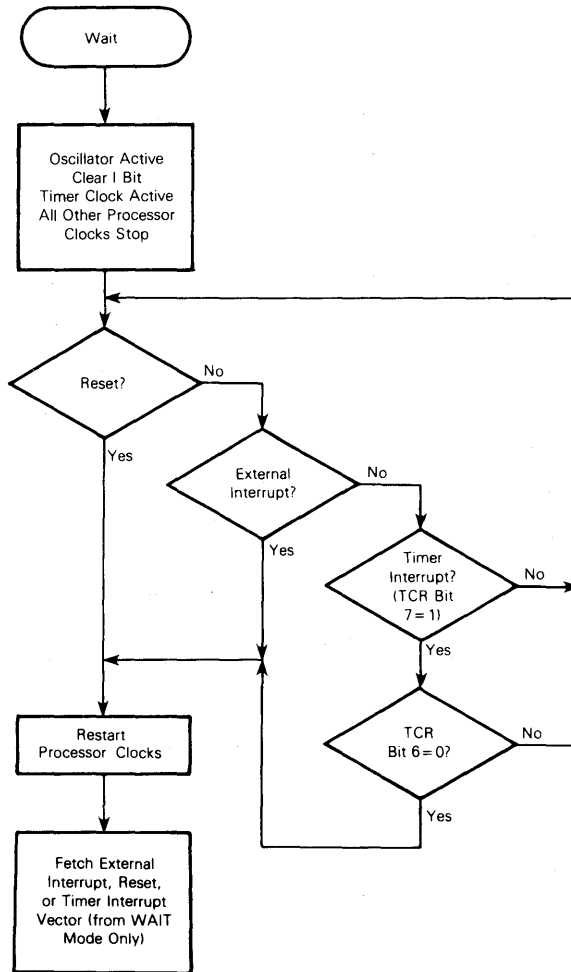 Wait
Oscillator Active
Clear I Bit
Timer Clock Active
All Other Processor
Clocks Stop
Reset?
No
Yes
External
Interrupt?
No
Yes
Timer
Interrupt?
(TCR Bit
7=1)
No
Yes
TCR
Bit 6=0?
No
Yes
Restart
Processor Clocks
Fetch External
Interrupt, Reset,
or Timer Interrupt
Vector (from WAIT
Mode Only)